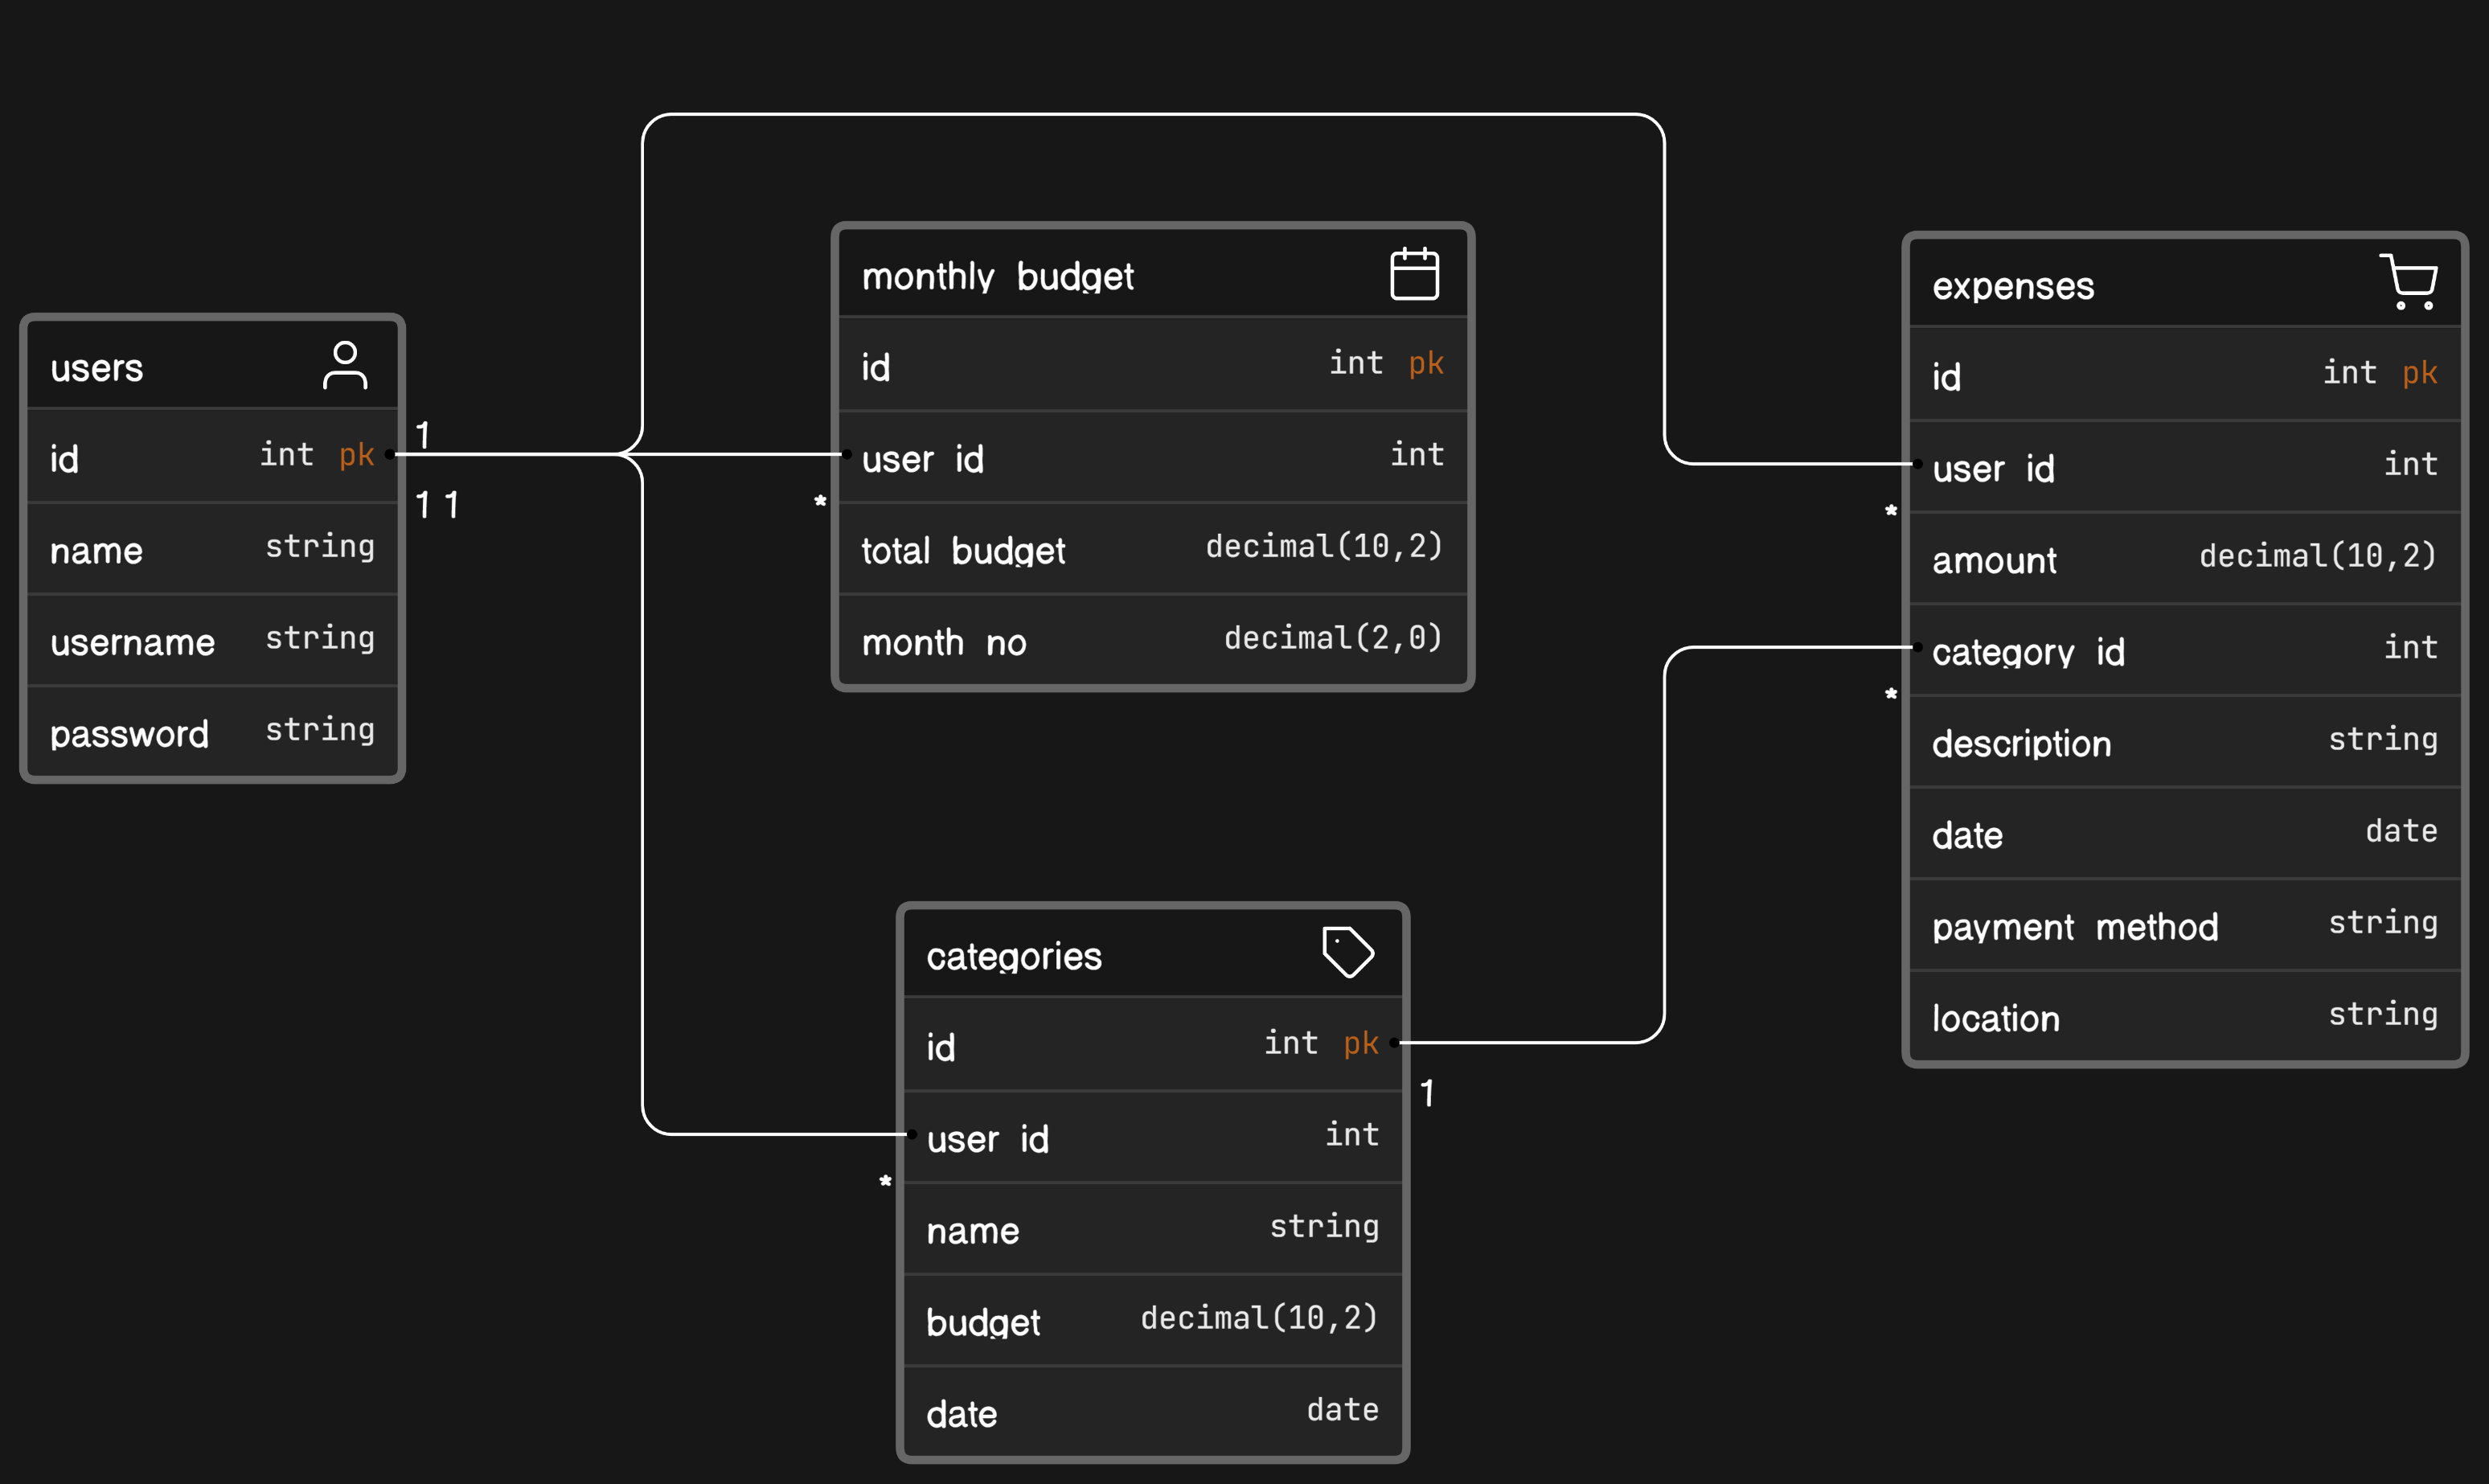 users
id int pk
name string
username string
password string
1
1 1
monthly budget
id int pk
user id int
total budget decimal(10,2)
month no decimal(2,0)
*
expenses
id int pk
user id int
amount decimal(10,2)
category id int
description string
date date
payment method string
location string
*
*
categories
id int pk
user id int
name string
budget decimal(10,2)
date date
1
*